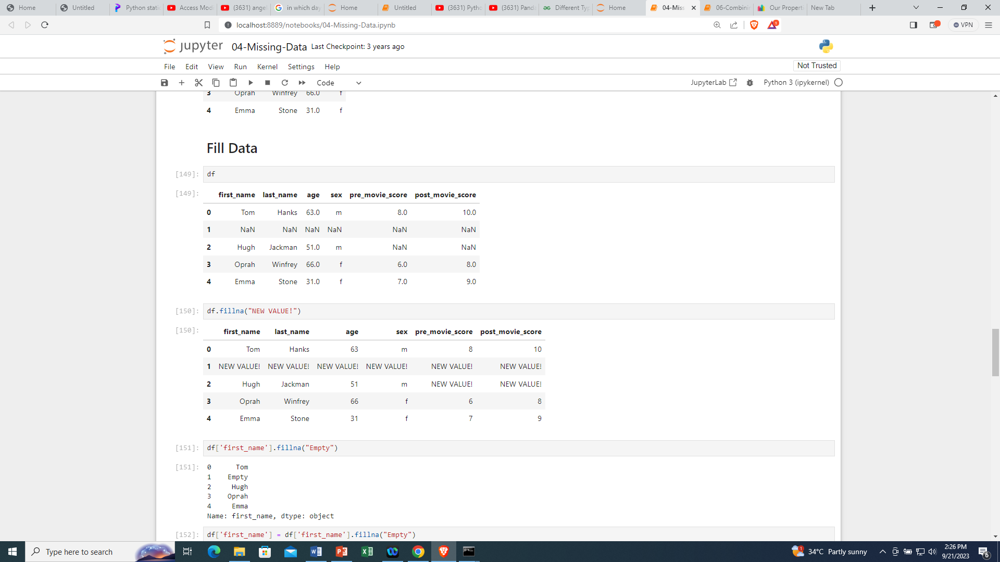 Home Untitled Python stati Access Mod (3631) angel in which day Home Untitled (3631) Pytho (3631) Panda Different Typ Home 04-Miss 06-Combinin Our Properti New Tab
localhost:8889/notebooks/04-Missing-Data.ipynb 1 VPN
jupyter 04-Missing-Data Last Checkpoint: 3 years ago
File Edit View Run Kernel Settings Help Not Trusted
Code JupyterLab Python 3 (ipykernel)
3 Oprah Winfrey 66.0 f
4 Emma Stone 31.0 f
Fill Data
[149]: df
[149]: first_name last_name age sex pre_movie_score post_movie_score
0 Tom Hanks 63.0 m 8.0 10.0
1 NaN NaN NaN NaN NaN NaN
2 Hugh Jackman 51.0 m NaN NaN
3 Oprah Winfrey 66.0 f 6.0 8.0
4 Emma Stone 31.0 f 7.0 9.0
[150]: df.fillna("NEW VALUE!")
[150]: first_name last_name age sex pre_movie_score post_movie_score
0 Tom Hanks 63 m 8 10
1 NEW VALUE! NEW VALUE! NEW VALUE! NEW VALUE! NEW VALUE! NEW VALUE!
2 Hugh Jackman 51 m NEW VALUE! NEW VALUE!
3 Oprah Winfrey 66 f 6 8
4 Emma Stone 31 f 7 9
[151]: df['first_name'].fillna("Empty")
[151]: 0 Tom
1 Empty
2 Hugh
3 Oprah
4 Emma
Name: first_name, dtype: object
[152]: df['first_name'] = df['first_name'].fillna("Empty")
Type here to search 1 34°C Partly sunny 2:26 PM
9/21/2023 6